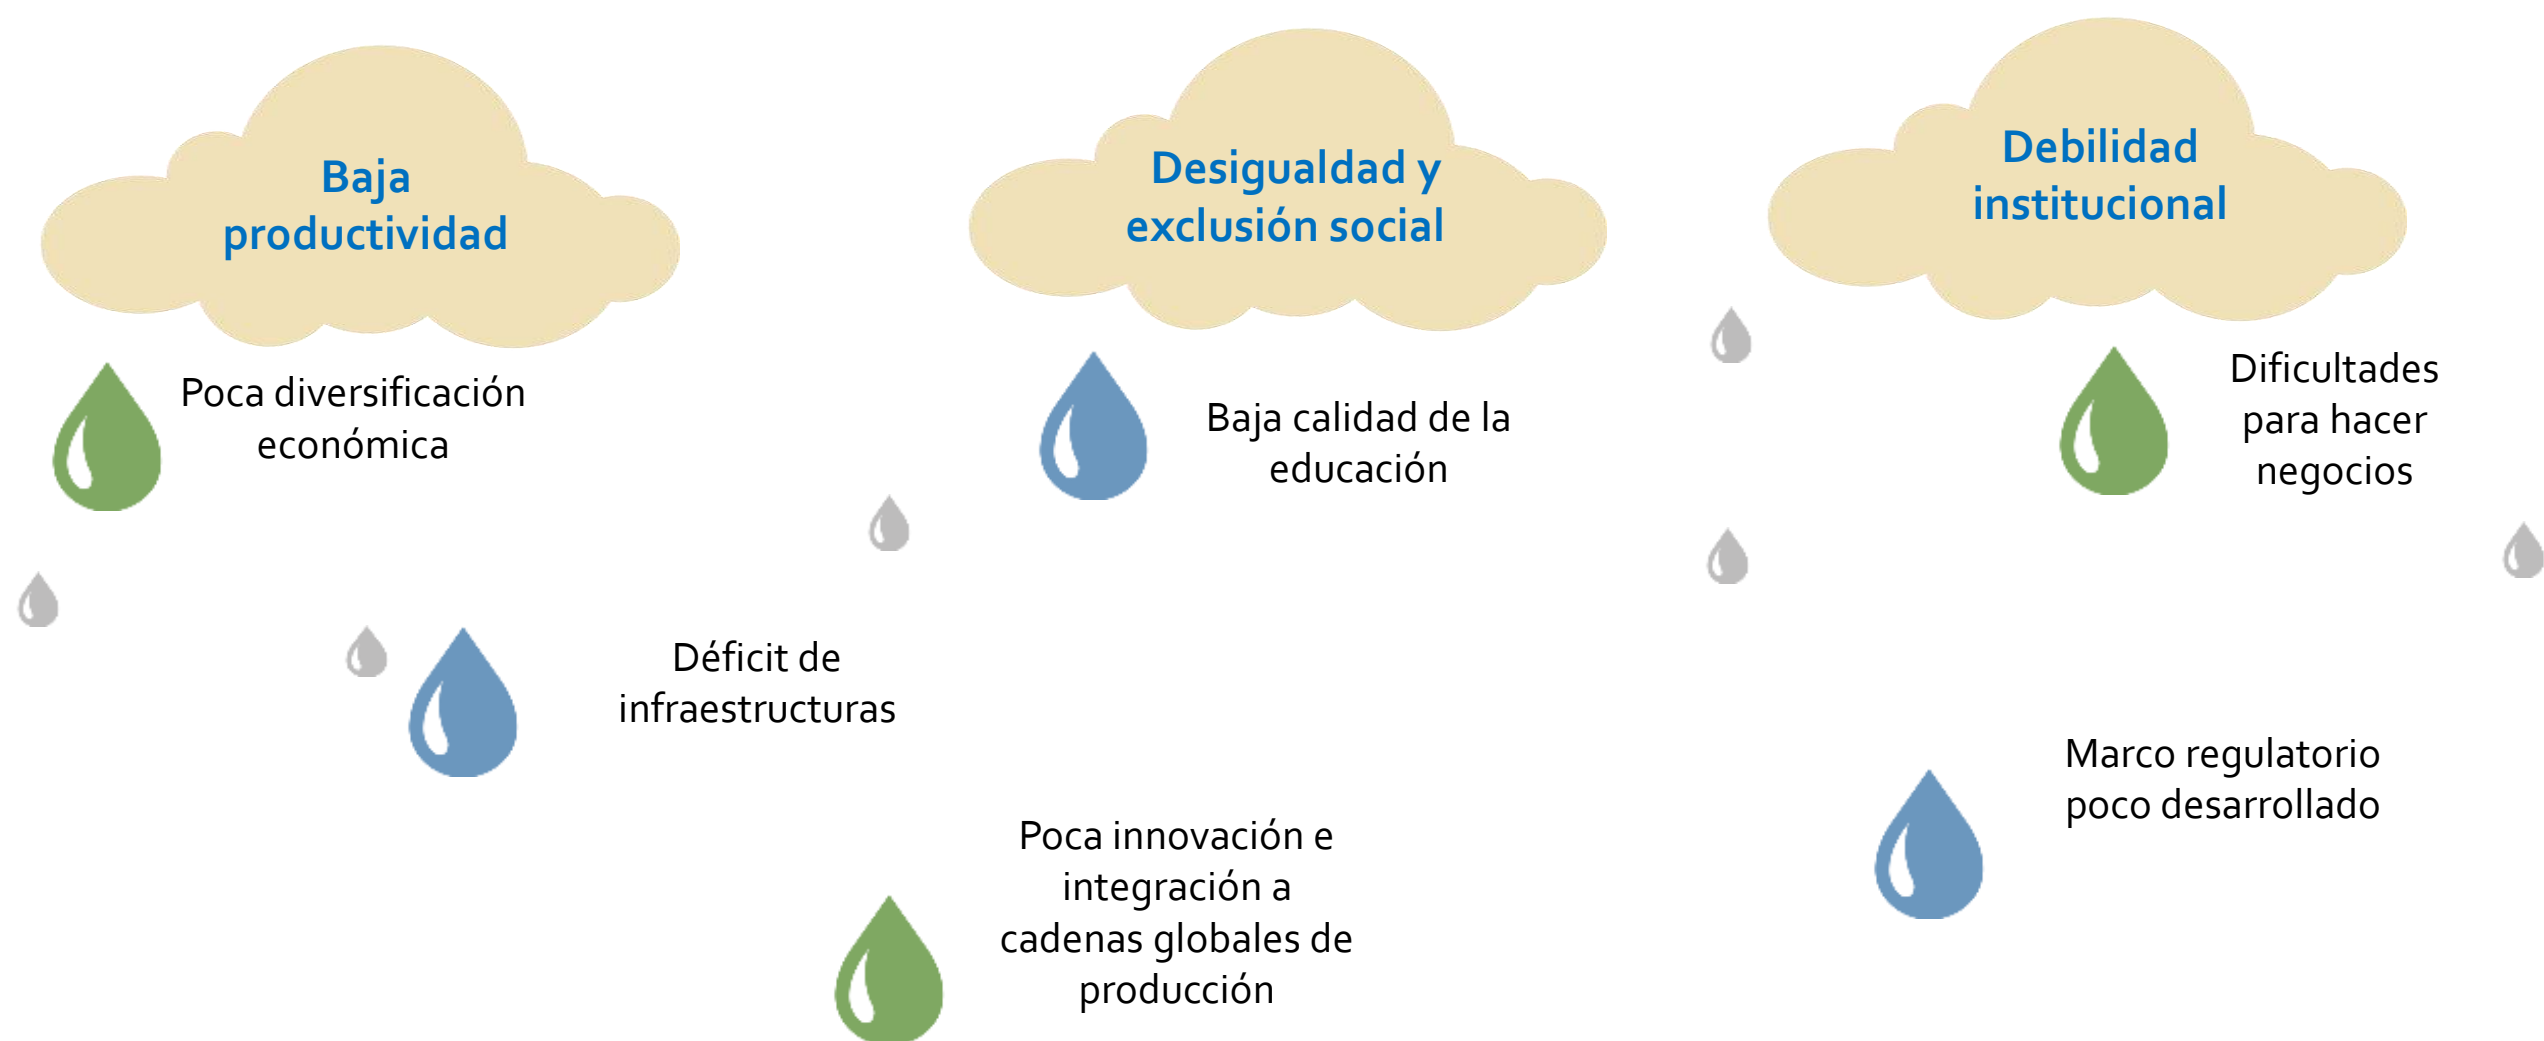 Baja
productividad
Desigualdad y
exclusión social
Debilidad
institucional
Poca diversificación
económica
Baja calidad de la
educación
Dificultades
para hacer
negocios
Déficit de
infraestructuras
Marco regulatorio
poco desarrollado
Poca innovación e
integración a
cadenas globales de
producción